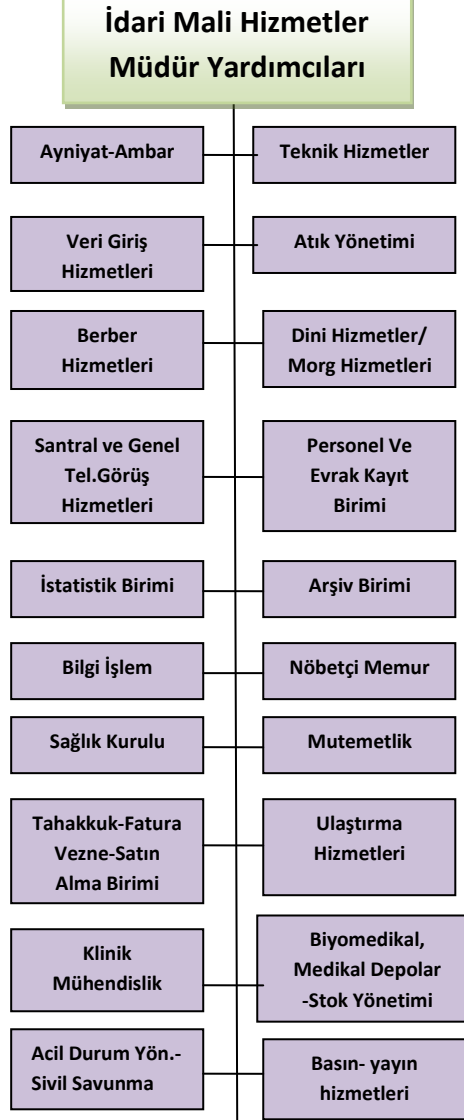 İdari Mali Hizmetler
Müdür Yardımcıları
Ayniyat-Ambar
Teknik Hizmetler
Veri Giriş
Hizmetleri
Atık Yönetimi
Berber
Hizmetleri
Dini Hizmetler/
Morg Hizmetleri
Santral ve Genel
Tel.Görüş
Hizmetleri
Personel Ve
Evrak Kayıt
Birimi
İstatistik Birimi
Arşiv Birimi
Bilgi İşlem
Nöbetçi Memur
Sağlık Kurulu
Mutemetlik
Tahakkuk-Fatura
Vezne-Satın
Alma Birimi
Ulaştırma
Hizmetleri
Klinik
Mühendislik
Biyomedikal,
Medikal Depolar
-Stok Yönetimi
Acil Durum Yön.-
Sivil Savunma
Basın- yayın
hizmetleri